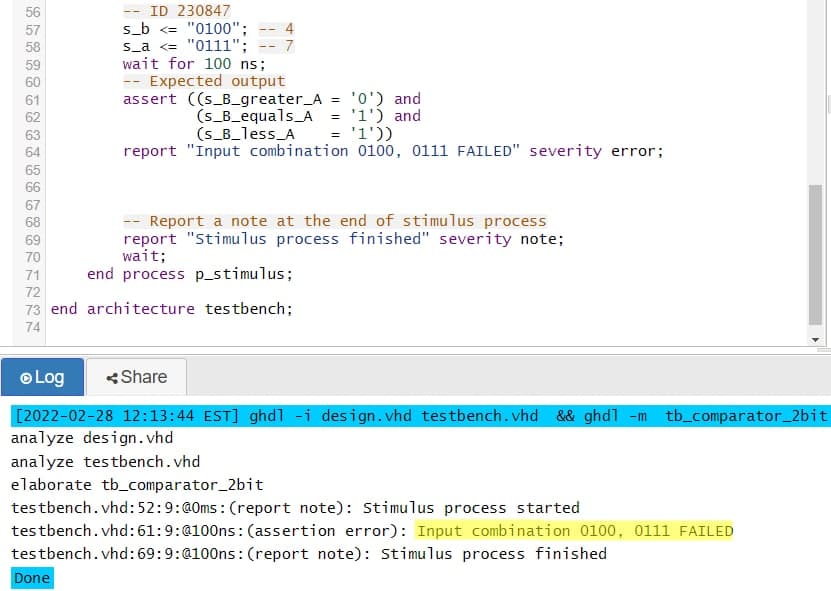 56 -- ID 230847
57 s_b <= "0100"; -- 4
58 s_a <= "0111"; -- 7
59 wait for 100 ns;
60 -- Expected output
61 assert ((s_B_greater_A = '0') and
62 (s_B_equals_A = '1') and
63 (s_B_less_A = '1'))
64 report "Input combination 0100, 0111 FAILED" severity error;
65
66
67
68 -- Report a note at the end of stimulus process
69 report "Stimulus process finished" severity note;
70 wait;
71 end process p_stimulus;
72
73 end architecture testbench;
74
Log Share
[2022-02-28 12:13:44 EST] ghdl -i design.vhd testbench.vhd && ghdl -m tb_comparator_2bit
analyze design.vhd
analyze testbench.vhd
elaborate tb_comparator_2bit
testbench.vhd:52:9:@0ms:(report note): Stimulus process started
testbench.vhd:61:9:@100ns:(assertion error): Input combination 0100, 0111 FAILED
testbench.vhd:69:9:@100ns:(report note): Stimulus process finished
Done